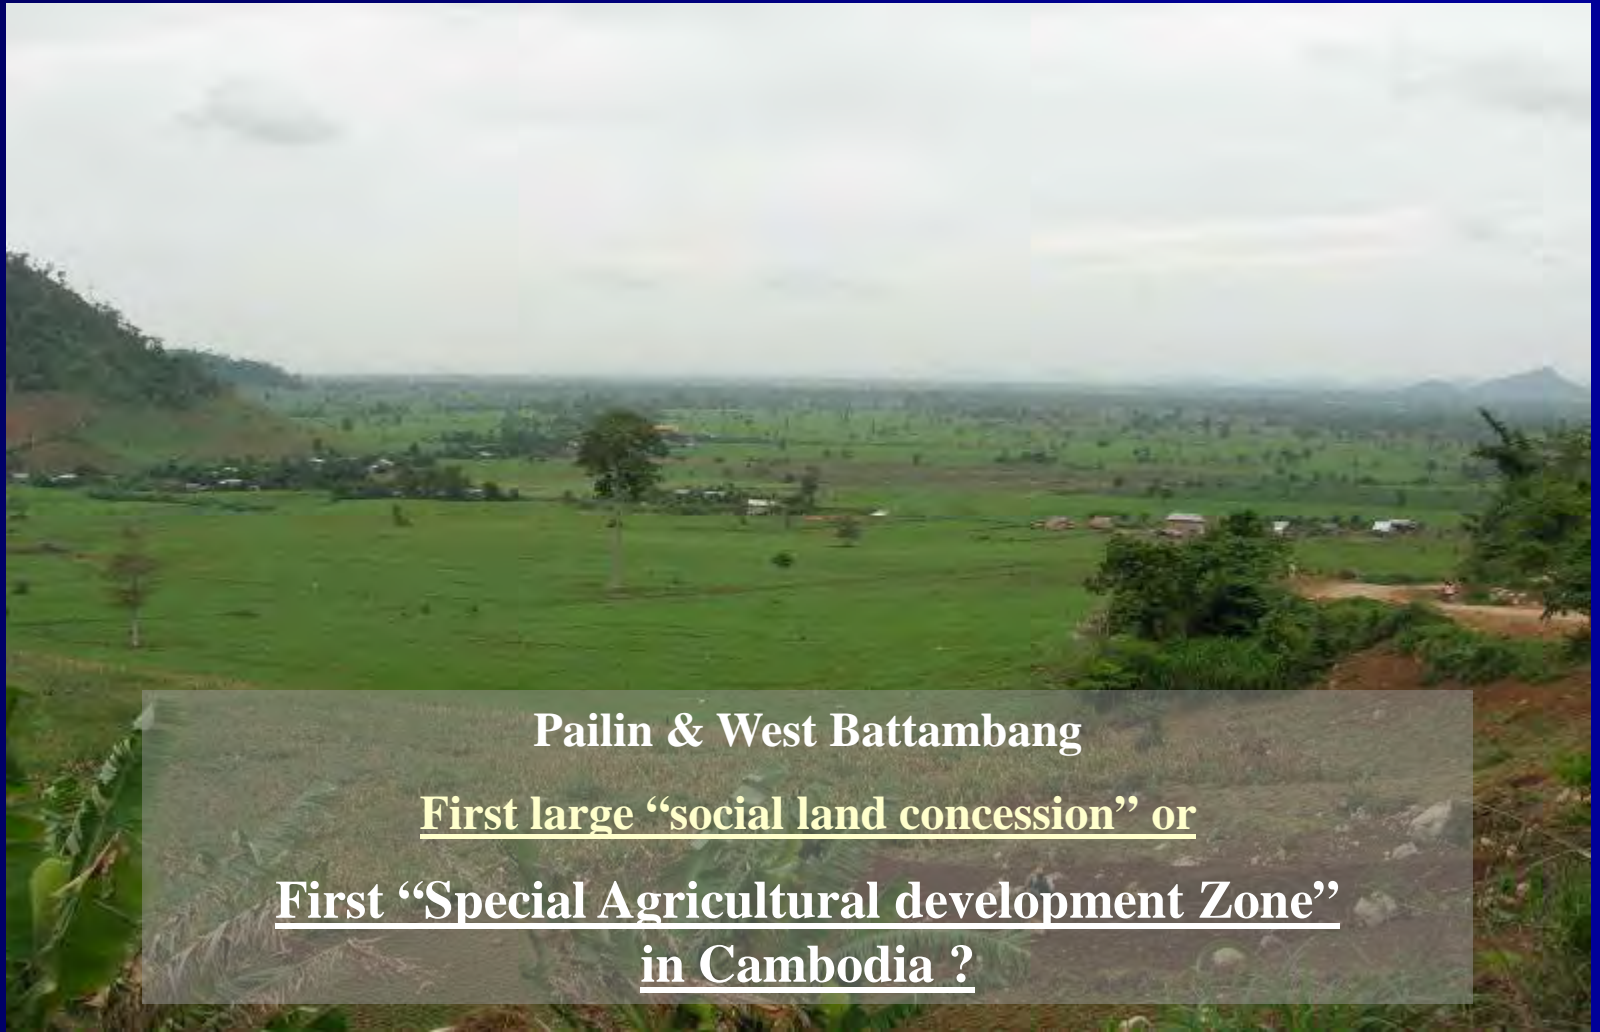 Pailin & West Battambang
First large “social land concession” or
First “Special Agricultural development Zone”
in Cambodia ?